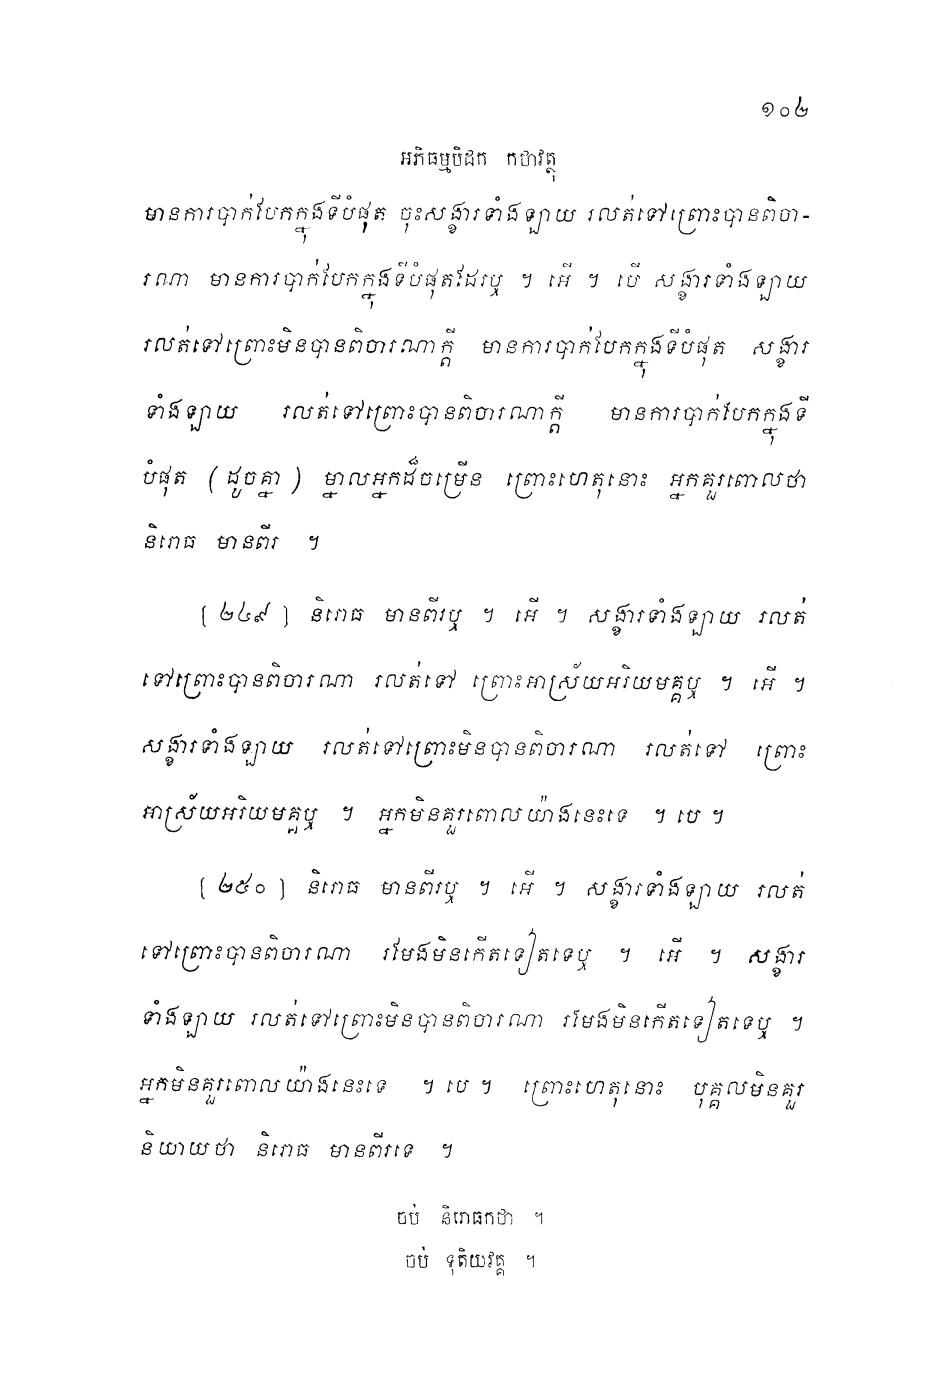 ១០៤
អភិធម្មបិដក កថាវត្ថុ
មានការបាក់បែកក្នុងទីបំផុត ចុះសង្ខារទាំងឡាយ រលត់ទៅព្រោះបានពិចា-
រណា មានការបាក់បែកក្នុងទីបំផុតដែរឬ ។ អើ ។ បើ សង្ខារទាំងឡាយ
រលត់ទៅព្រោះមិនបានពិចារណាក្តី មានការបាក់បែកក្នុងទីបំផុត សង្ខារ
ទាំងឡាយ រលត់ទៅព្រោះបានពិចារណាក្តី មានការបាក់បែកក្នុងទី
បំផុត (ដូចគ្នា) ម្នាលអ្នកដ៏ចម្រើន ព្រោះហេតុនោះ អ្នកគួរពោលថា
និរោធ មានពីរ ។
[២៤៩] និរោធ មានពីរឬ ។ អើ ។ សង្ខារទាំងឡាយ រលត់
ទៅព្រោះបានពិចារណា រលត់ទៅ ព្រោះអាស្រ័យអរិយមគ្គឬ ។ អើ ។
សង្ខារទាំងឡាយ រលត់ទៅព្រោះមិនបានពិចារណា រលត់ទៅ ព្រោះ
អាស្រ័យអរិយមគ្គឬ ។ អ្នកមិនគួរពោលយ៉ាងនេះទេ ។ បេ ។
[២៥០] និរោធ មានពីរឬ ។ អើ ។ សង្ខារទាំងឡាយ រលត់
ទៅព្រោះបានពិចារណា រមែងមិនកើតទៀតទេឬ ។ អើ ។ សង្ខារ
ទាំងឡាយ រលត់ទៅព្រោះមិនបានពិចារណា រមែងមិនកើតទៀតទេឬ ។
អ្នកមិនគួរពោលយ៉ាងនេះទេ ។ បេ ។ ព្រោះហេតុនោះ បុគ្គលមិនគួរ
និយាយថា និរោធ មានពីរទេ ។
ចប់ និរោធកថា ។
ចប់ ទុតិយវគ្គ ។